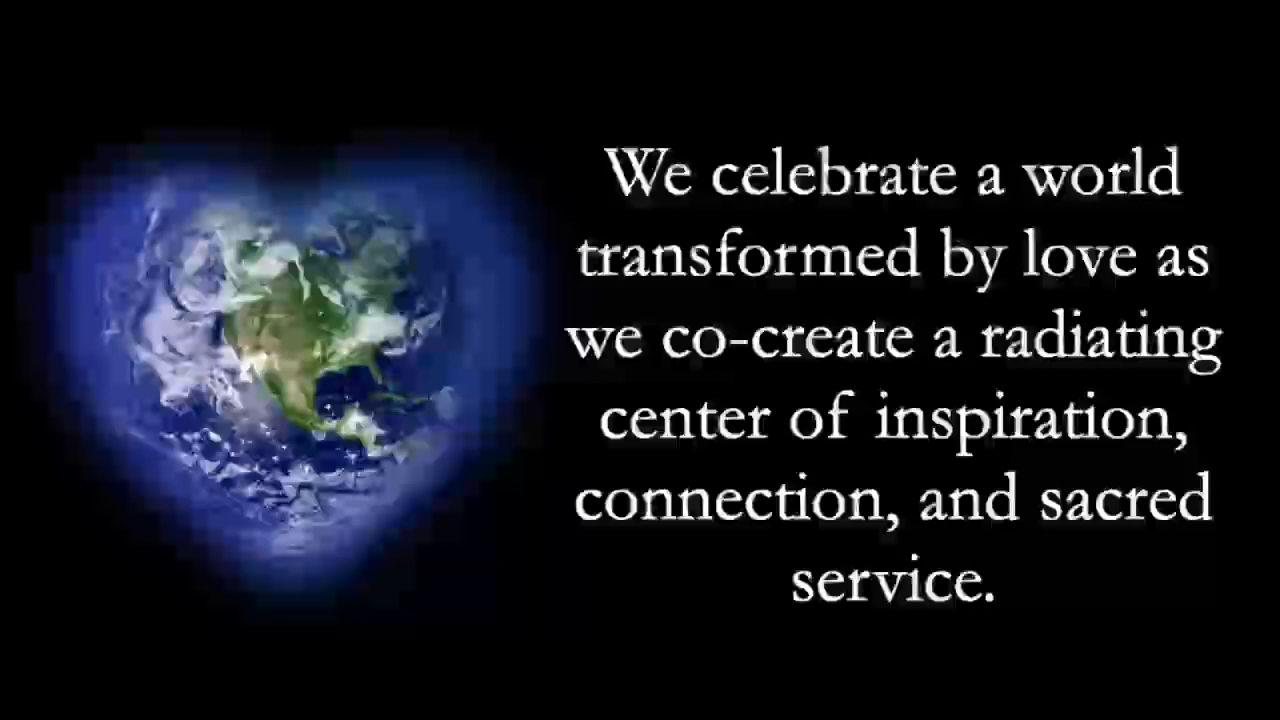 We celebrate a world
transformed by love as
we co-create a radiating
center of inspiration,
connection, and sacred
service.